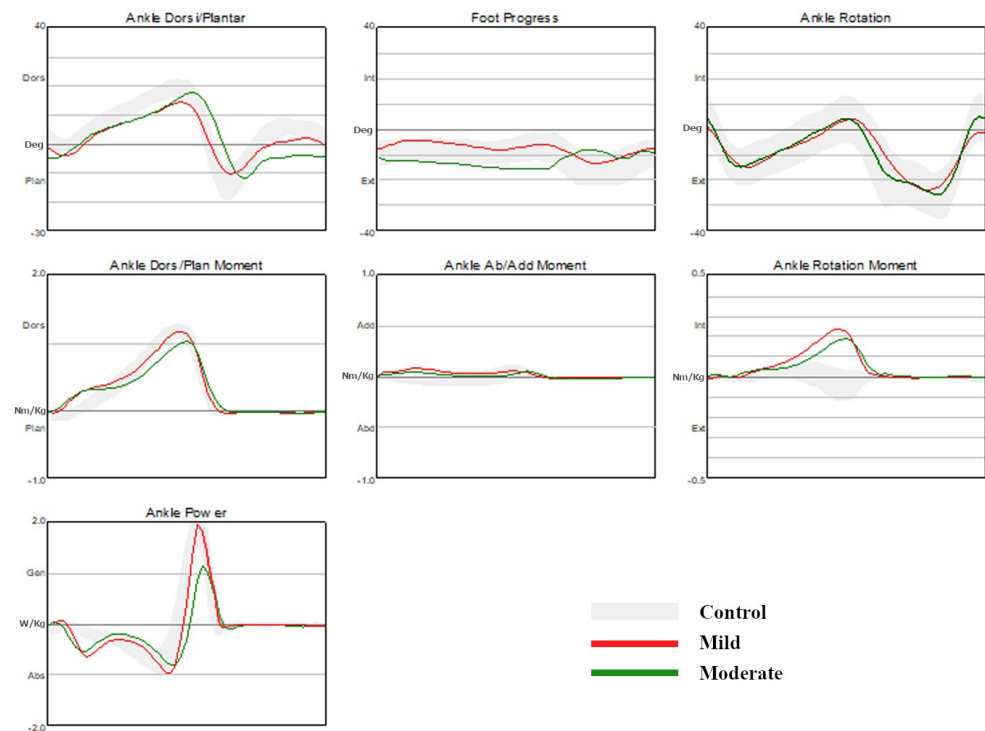 Ankle Dorsi/Plantar
40
Dors
Deg
Plan
-30
Foot Progress
40
Int
Deg
Ext
-40
Ankle Rotation
40
Int
Deg
Ext
-40
Ankle Dors/Plan Moment
2.0
Dors
Nm/Kg
Plan
-1.0
Ankle Ab/Add Moment
1.0
Add
Nm/Kg
Abd
-1.0
Ankle Rotation Moment
0.5
Int
Nm/Kg
Ext
-0.5
Ankle Power
2.0
Gen
W/Kg
Abs
-2.0
Control
Mild
Moderate